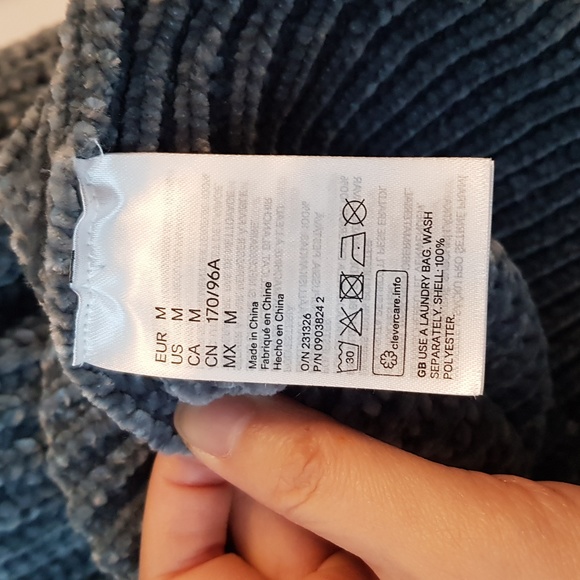 EUR M
US M
CA M
CN 170/96A
MX M
Made in China
Fabriqué en Chine
Hecho en China
O/N 231326
P/N 0903824 2
30
clevercare.info
GB USE A LAUNDRY BAG. WASH
SEPARATELY. SHELL: 100%
POLYESTER.